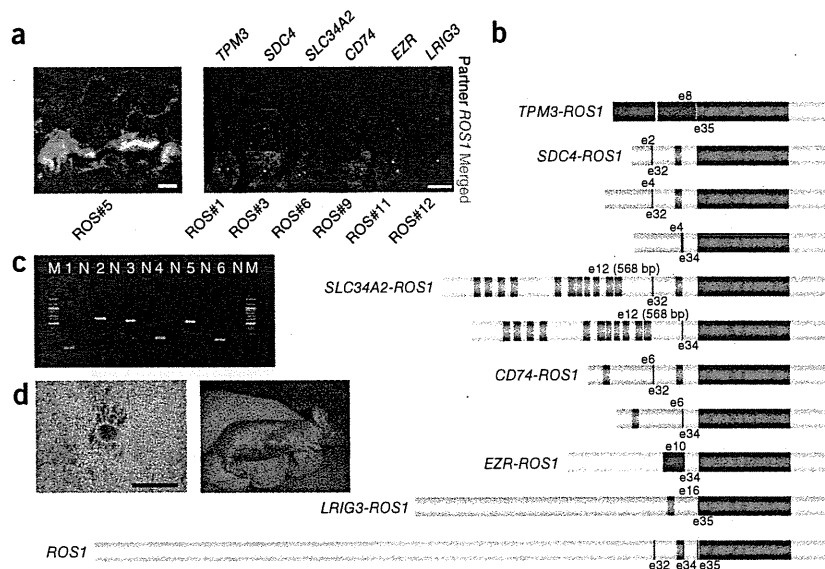 a
TPM3 SDC4 SLC34A2 CD74 EZR LRIG3
Partner ROS1 Merged
ROS#5 ROS#1 ROS#3 ROS#6 ROS#9 ROS#11 ROS#12
b
e8
TPM3-ROS1
e35
e2
SDC4-ROS1
e32
e4
e32
e4
e34
e12 (568 bp)
SLC34A2-ROS1
e32
e12 (568 bp)
e34
e6
CD74-ROS1
e32
e6
e34
e10
EZR-ROS1
e34
e16
LRIG3-ROS1
e35
ROS1
e32 e34 e35
c
M 1 N 2 N 3 N 4 N 5 N 6 N M
d